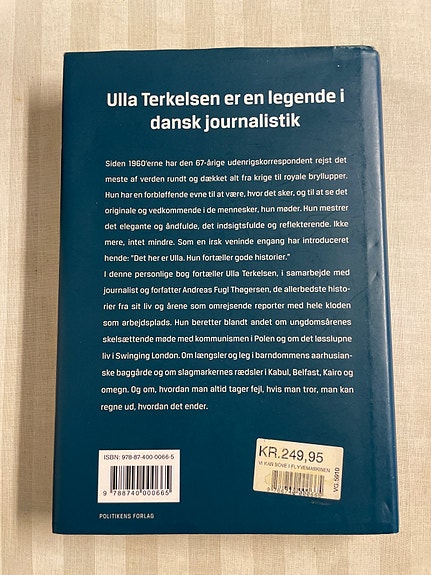 Ulla Terkelsen er en legende i
dansk journalistik
Siden 1960'erne har den 67-årige udenrigskorrespondent rejst det
meste af verden rundt og dækket alt fra krige til royale bryllupper.
Hun har en forbløffende evne til at være, hvor det sker, og til at se det
originale og vedkommende i de mennesker, hun møder. Hun mestrer
det elegante og åndfulde, det indsigtsfulde og reflekterende. Ikke
mere, intet mindre. Som en irsk veninde engang har introduceret
hende: "Det her er Ulla. Hun fortæller gode historier."
I denne personlige bog fortæller Ulla Terkelsen, i samarbejde med
journalist og forfatter Andreas Fugl Thøgersen, de allerbedste histo-
rier fra sit liv og årene som omrejsende reporter med hele kloden
som arbejdsplads. Hun beretter blandt andet om ungdomsårenes
skelsættende møde med kommunismen i Polen og om det løsslupne
liv i Swinging London. Om længsler og leg i barndommens aarhusian-
ske baggårde og om slagmarkernes rædsler i Kabul, Belfast, Kairo og
omegn. Og om, hvordan man altid tager fejl, hvis man tror, man kan
regne ud, hvordan det ender.
ISBN: 978-87-400-0066-5
9 788740 000665
POLITIKENS FORLAG
KR.249,95
VI KAN SOVE I FLYVEMASKINEN
VG.5010